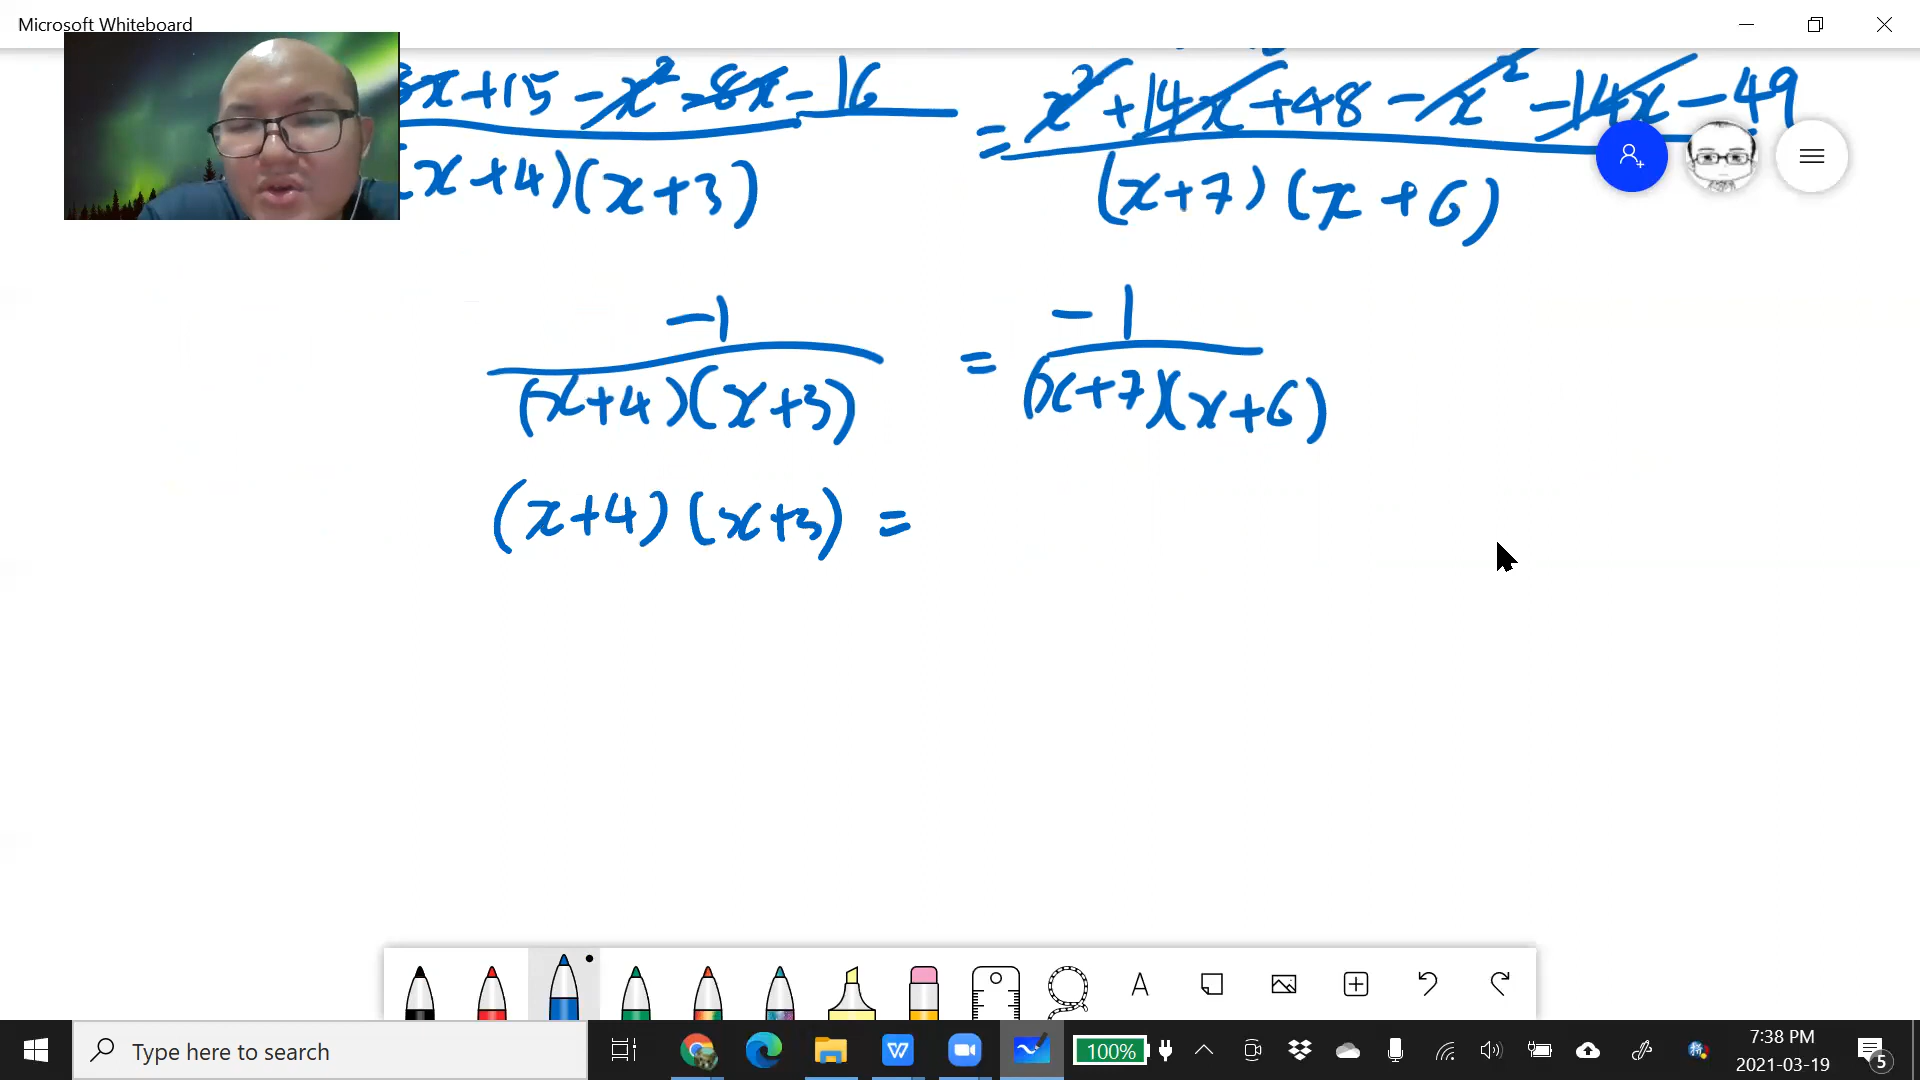 Microsoft Whiteboard
x+15 -x²-8x-16 = x²+14x+48-x²-14x-49
(x+4)(x+3) (x+7)(x+6)
-1 = -1
(x+4)(x+3) (x+7)(x+6)
(x+4)(x+3) =
A
Type here to search
W
100%
7:38 PM
2021-03-19
5